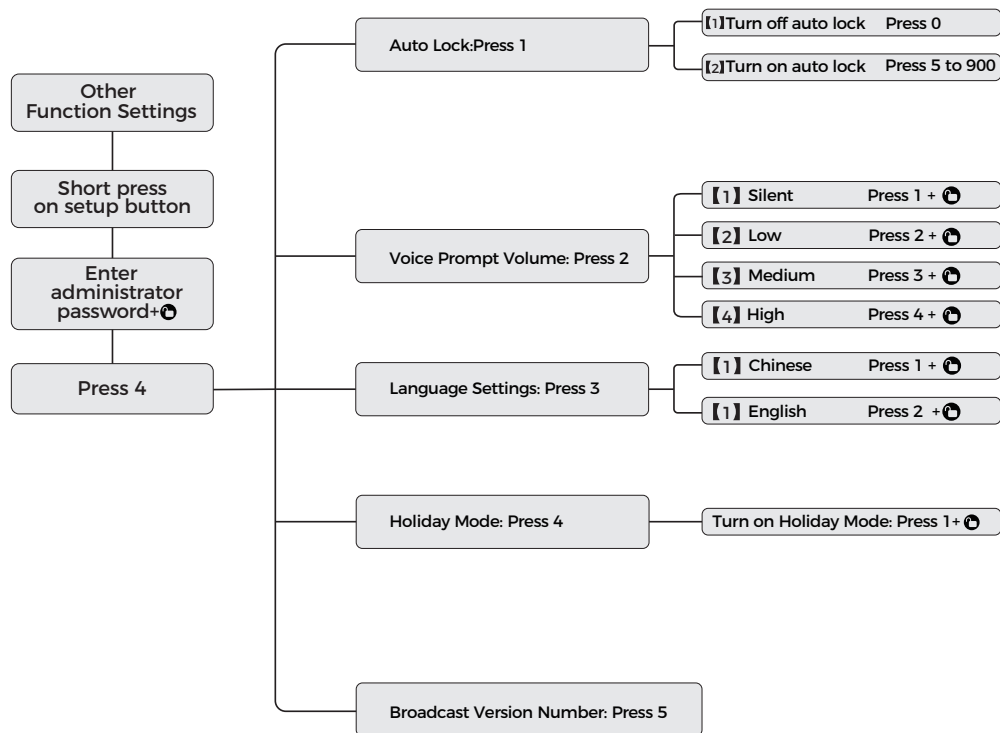 Other
Function Settings
Short press
on setup button
Enter
administrator
password+
Press 4
Auto Lock:Press 1
【1】Turn off auto lock Press 0
【2】Turn on auto lock Press 5 to 900
Voice Prompt Volume: Press 2
【1】 Silent Press 1 +
【2】 Low Press 2 +
【3】 Medium Press 3 +
【4】 High Press 4 +
Language Settings: Press 3
【1】 Chinese Press 1 +
【1】 English Press 2 +
Holiday Mode: Press 4
Turn on Holiday Mode: Press 1+
Broadcast Version Number: Press 5